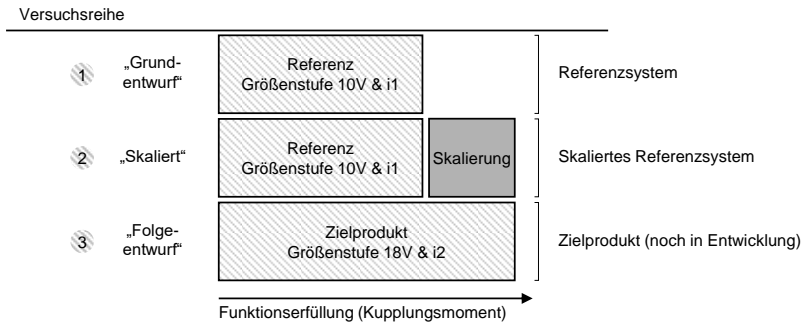 Versuchsreihe
1
„Grund-
entwurf“
Referenz
Größenstufe 10V & i1
Referenzsystem
2
„Skaliert“
Referenz
Größenstufe 10V & i1
Skalierung
Skaliertes Referenzsystem
3
„Folge-
entwurf“
Zielprodukt
Größenstufe 18V & i2
Zielprodukt (noch in Entwicklung)
Funktionserfüllung (Kupplungsmoment)